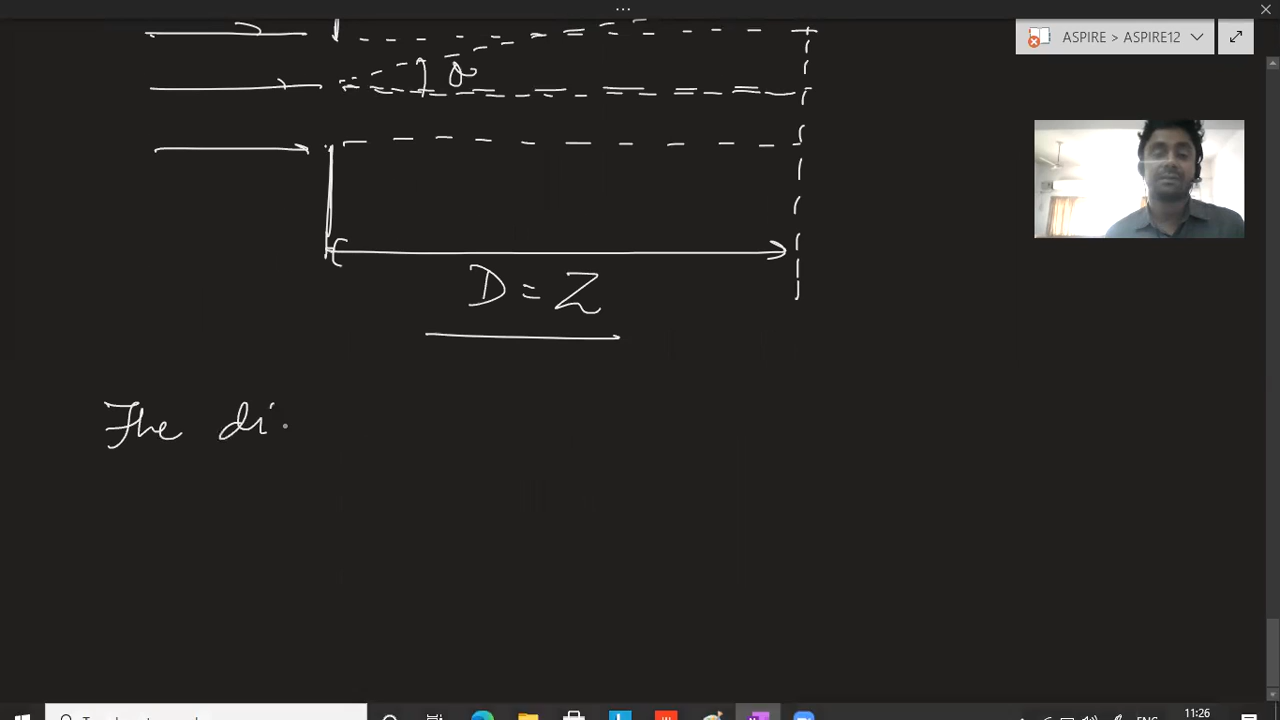 ASPIRE > ASPIRE12
θ
D = Z
The di
11:26